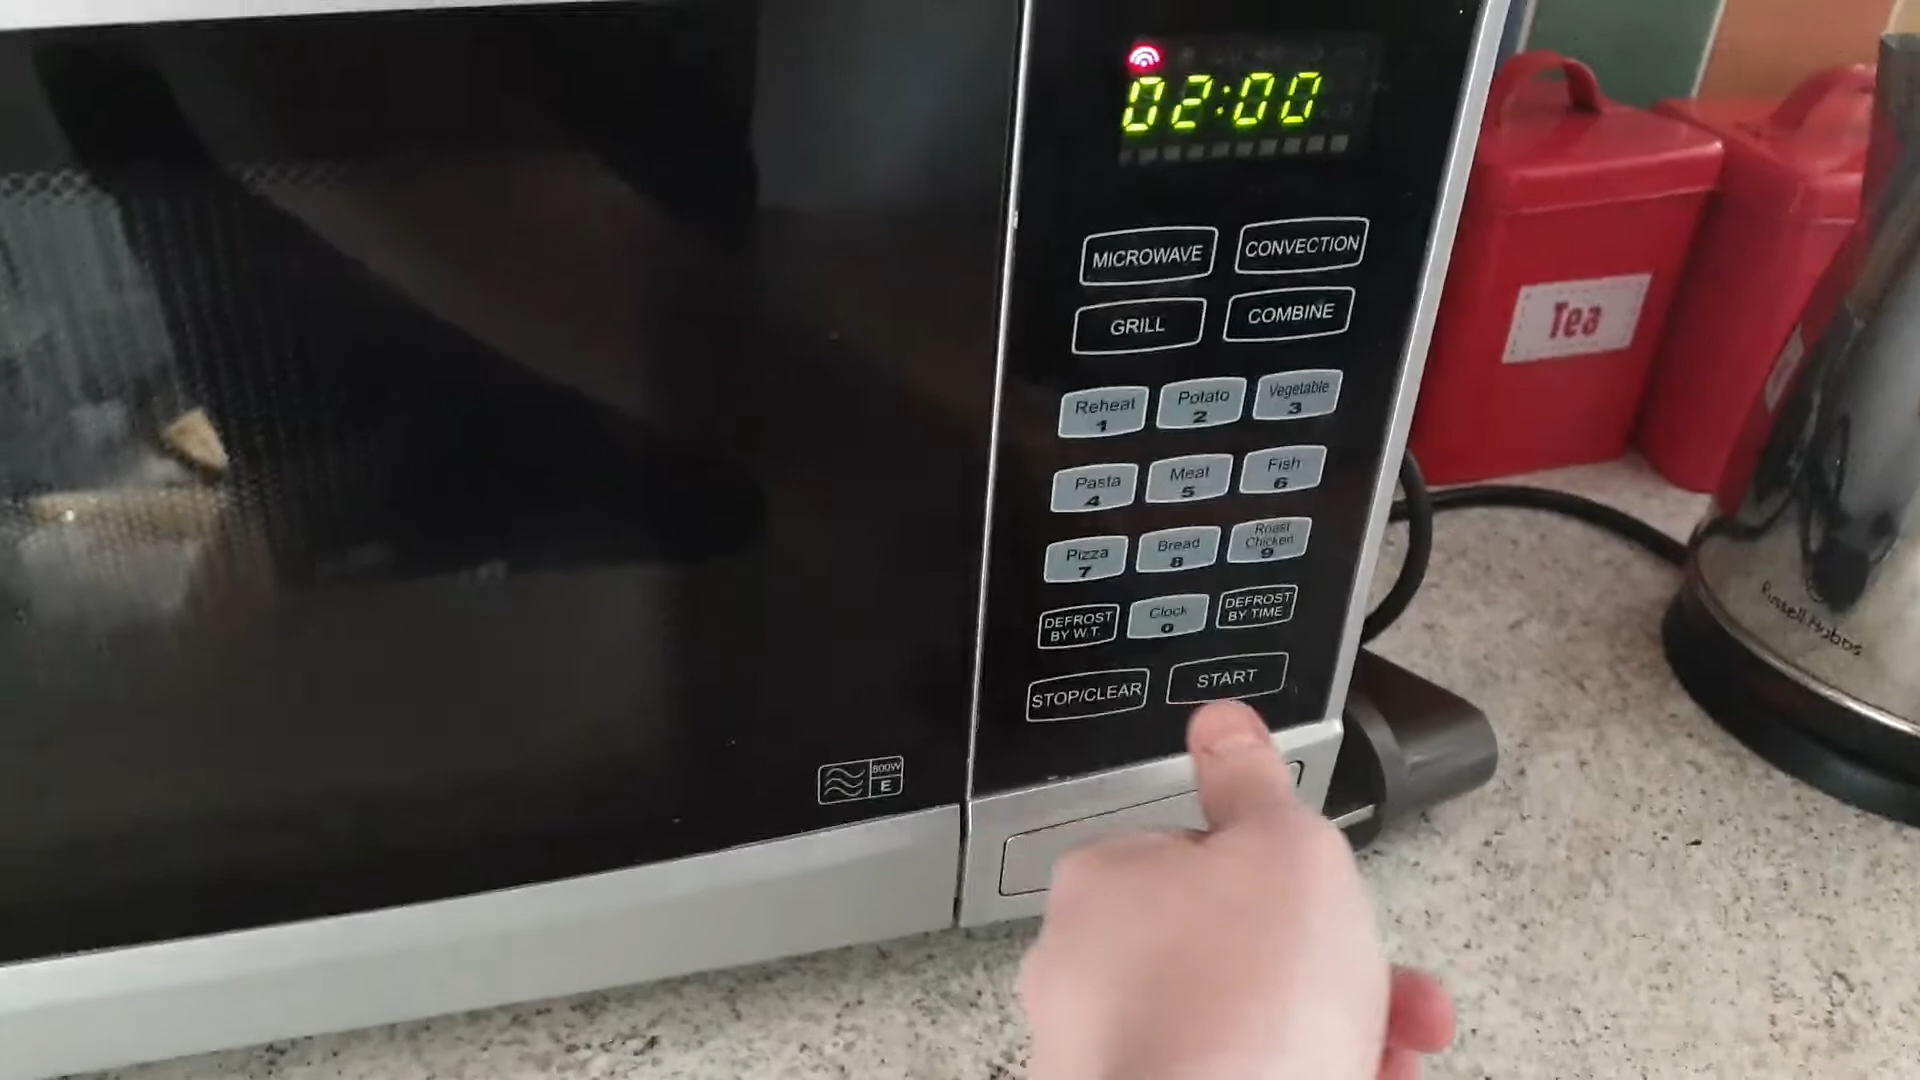 02:00
MICROWAVE
CONVECTION
GRILL
COMBINE
Reheat
1
Potato
2
Vegetable
3
Pasta
4
Meat
5
Fish
6
Pizza
7
Bread
8
Roast
Chicken
9
DEFROST
BY W.T.
Clock
0
DEFROST
BY TIME
STOP/CLEAR
START
800W
E
Tea
Russell Hobbs